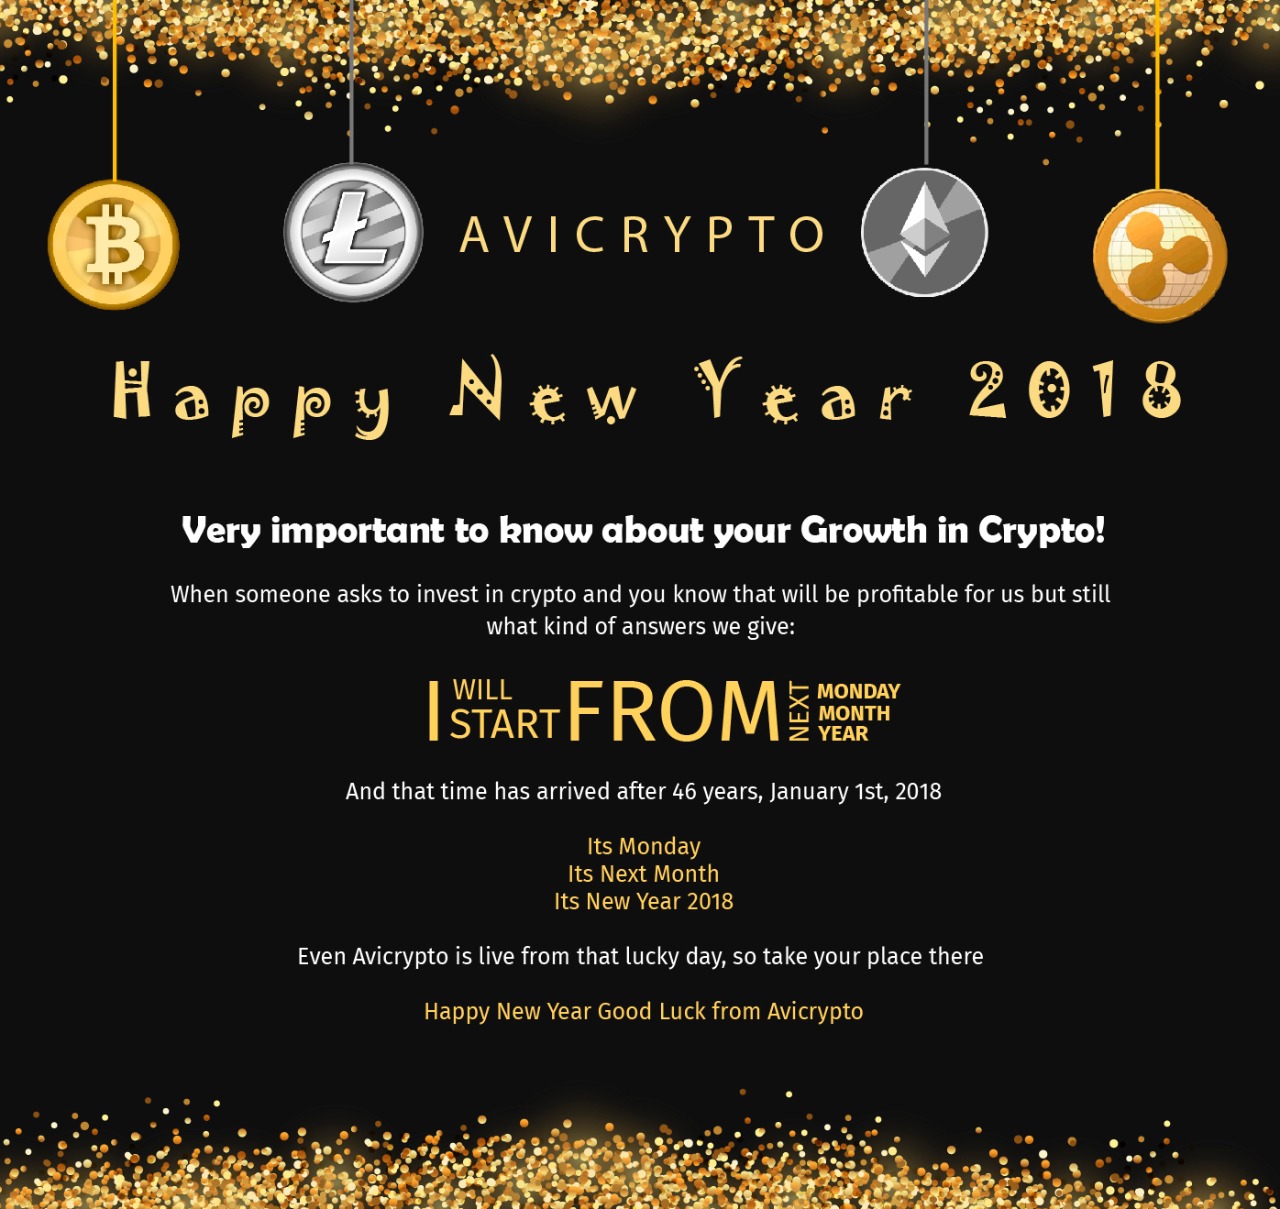 AVICRYPTO
Happy New Year 2018
Very important to know about your Growth in Crypto!
When someone asks to invest in crypto and you know that will be profitable for us but still
what kind of answers we give:
I WILL START FROM NEXT MONDAY MONTH YEAR
And that time has arrived after 46 years, January 1st, 2018
Its Monday
Its Next Month
Its New Year 2018
Even Avicrypto is live from that lucky day, so take your place there
Happy New Year Good Luck from Avicrypto